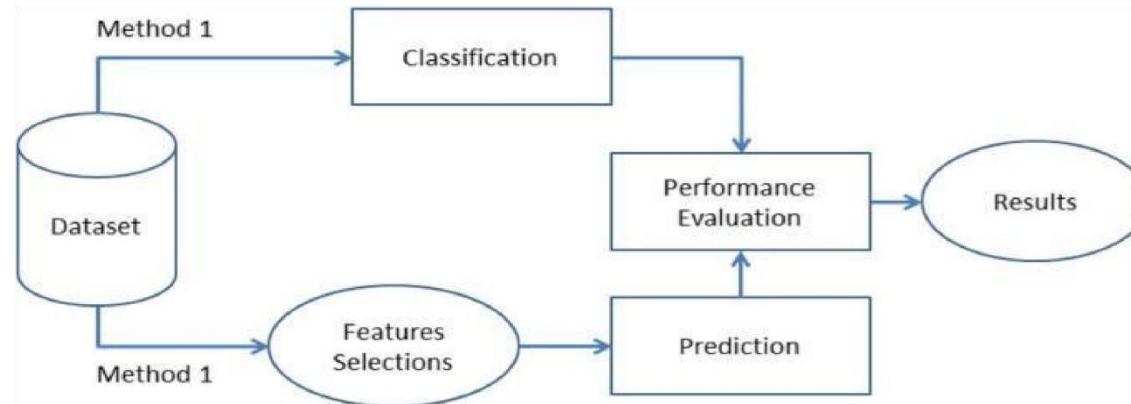 Method 1
Classification
Performance
Evaluation
Results
Dataset
Features
Selections
Prediction
Method 1